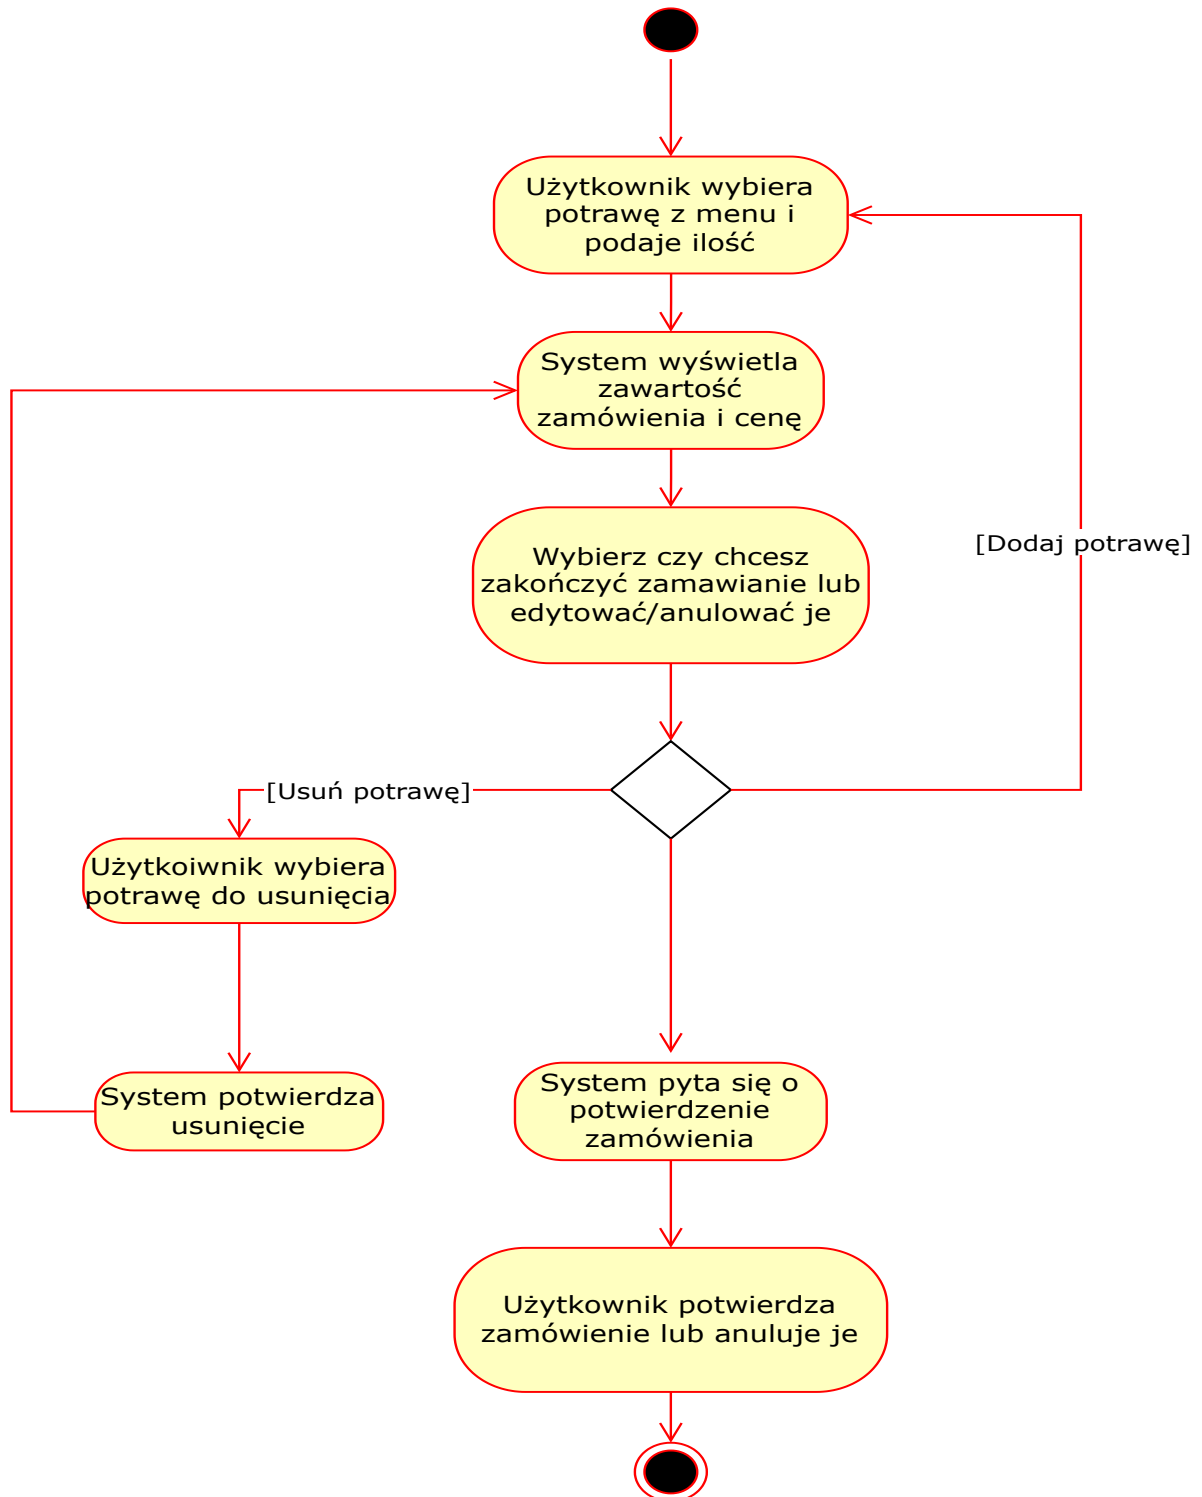 Użytkownik wybiera
potrawę z menu i
podaje ilość
System wyświetla
zawartość
zamówienia i cenę
Wybierz czy chcesz
zakończyć zamawianie lub
edytować/anulować je
[Dodaj potrawę]
[Usuń potrawę]
Użytkoiwnik wybiera
potrawę do usunięcia
System potwierdza
usunięcie
System pyta się o
potwierdzenie
zamówienia
Użytkownik potwierdza
zamówienie lub anuluje je